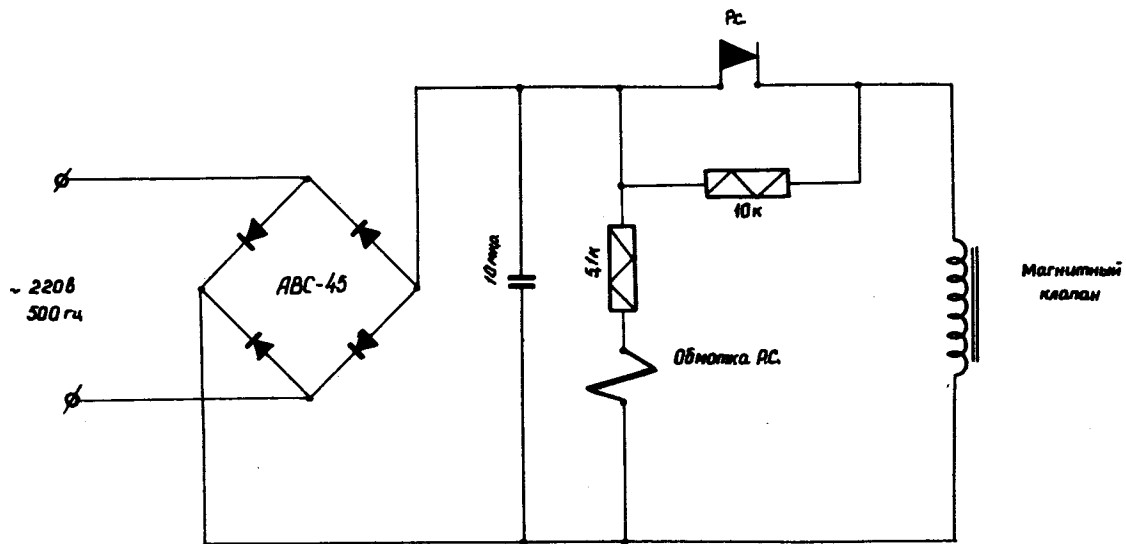 Рс.
10к
~ 220в
500 гц
АВС-45
10 мкф
5,1к
Обмотка Р.С.
Магнитный
клапан